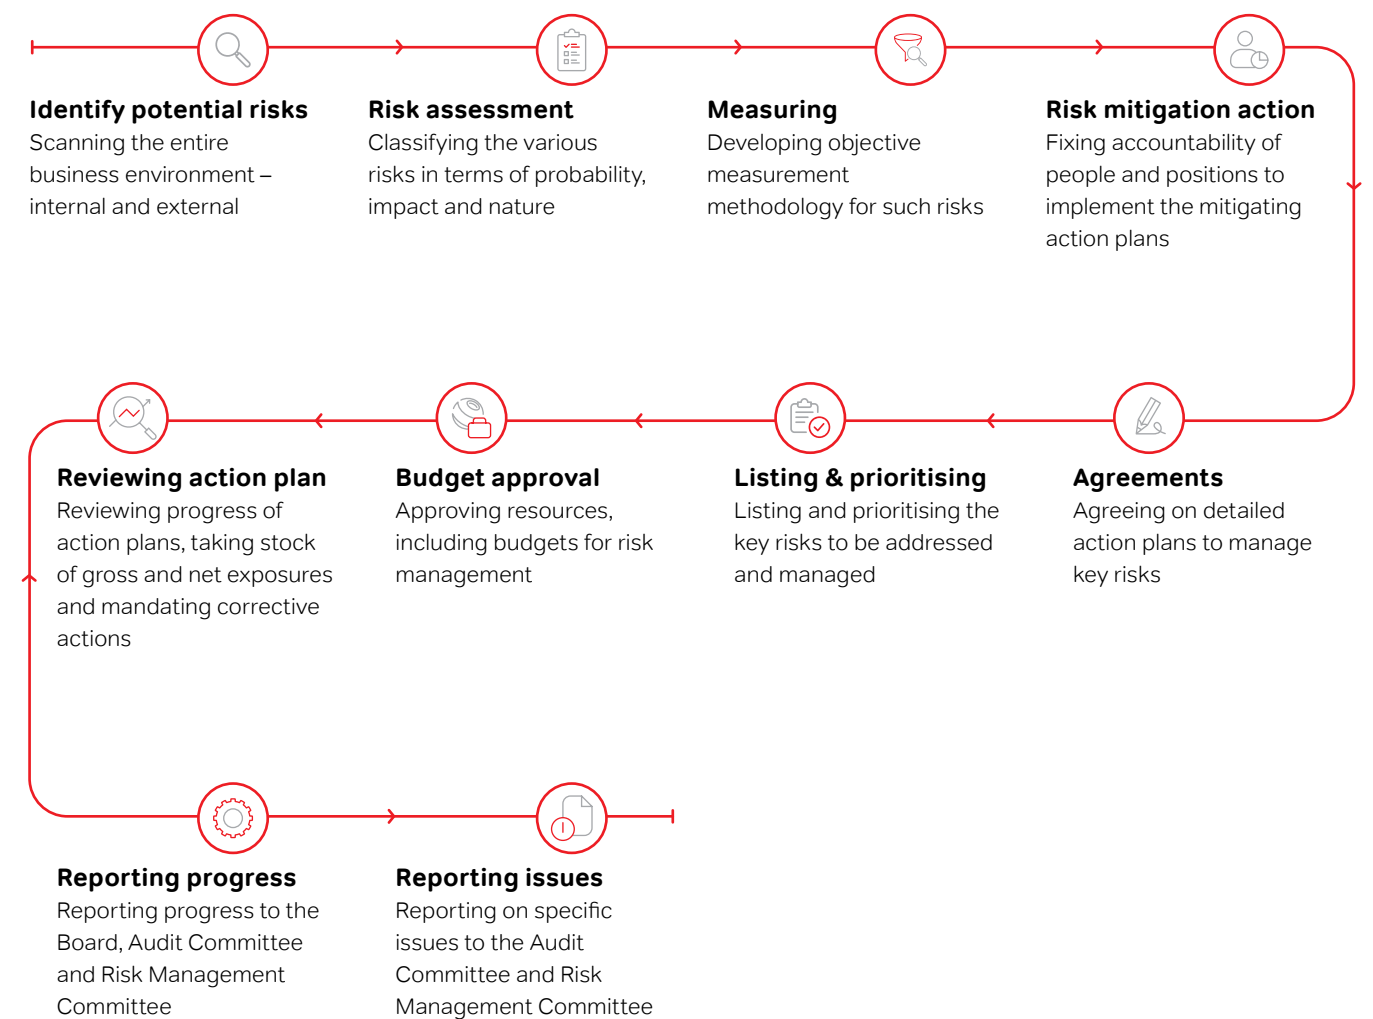 Identify potential risks
Scanning the entire
business environment –
internal and external
Risk assessment
Classifying the various
risks in terms of probability,
impact and nature
Measuring
Developing objective
measurement
methodology for such risks
Risk mitigation action
Fixing accountability of
people and positions to
implement the mitigating
action plans
Agreements
Agreeing on detailed
action plans to manage
key risks
Listing & prioritising
Listing and prioritising the
key risks to be addressed
and managed
Budget approval
Approving resources,
including budgets for risk
management
Reviewing action plan
Reviewing progress of
action plans, taking stock
of gross and net exposures
and mandating corrective
actions
Reporting progress
Reporting progress to the
Board, Audit Committee
and Risk Management
Committee
Reporting issues
Reporting on specific
issues to the Audit
Committee and Risk
Management Committee